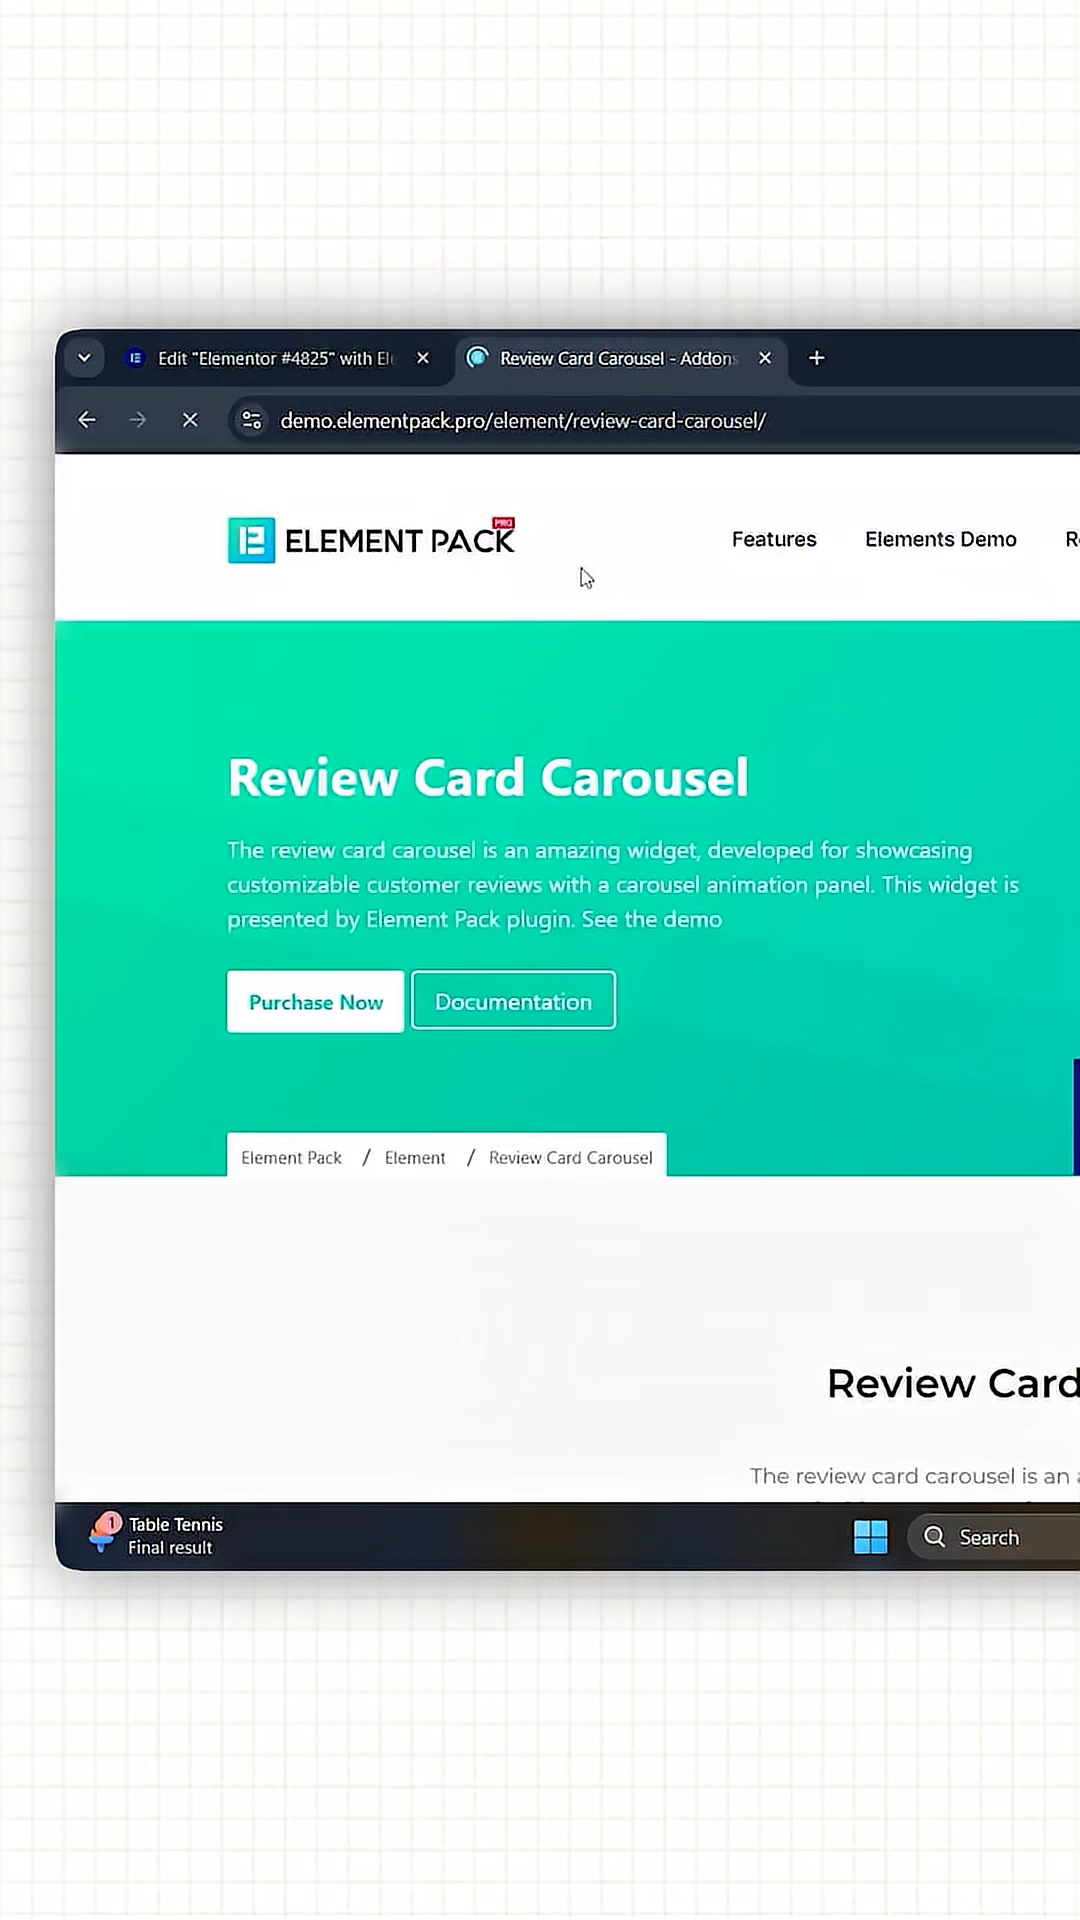 Edit "Elementor #4825" with El
Review Card Carousel - Addons
demo.elementpack.pro/element/review-card-carousel/
ELEMENT PACK
PRO
Features
Elements Demo
Review Card Carousel
The review card carousel is an amazing widget, developed for showcasing
customizable customer reviews with a carousel animation panel. This widget is
presented by Element Pack plugin. See the demo
Purchase Now
Documentation
Element Pack / Element / Review Card Carousel
Review Card
The review card carousel is an
1
Table Tennis
Final result
Search